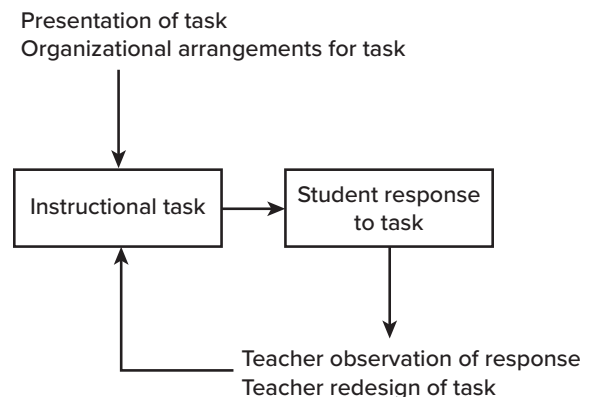 Presentation of task
Organizational arrangements for task
Instructional task
Student response
to task
Teacher observation of response
Teacher redesign of task